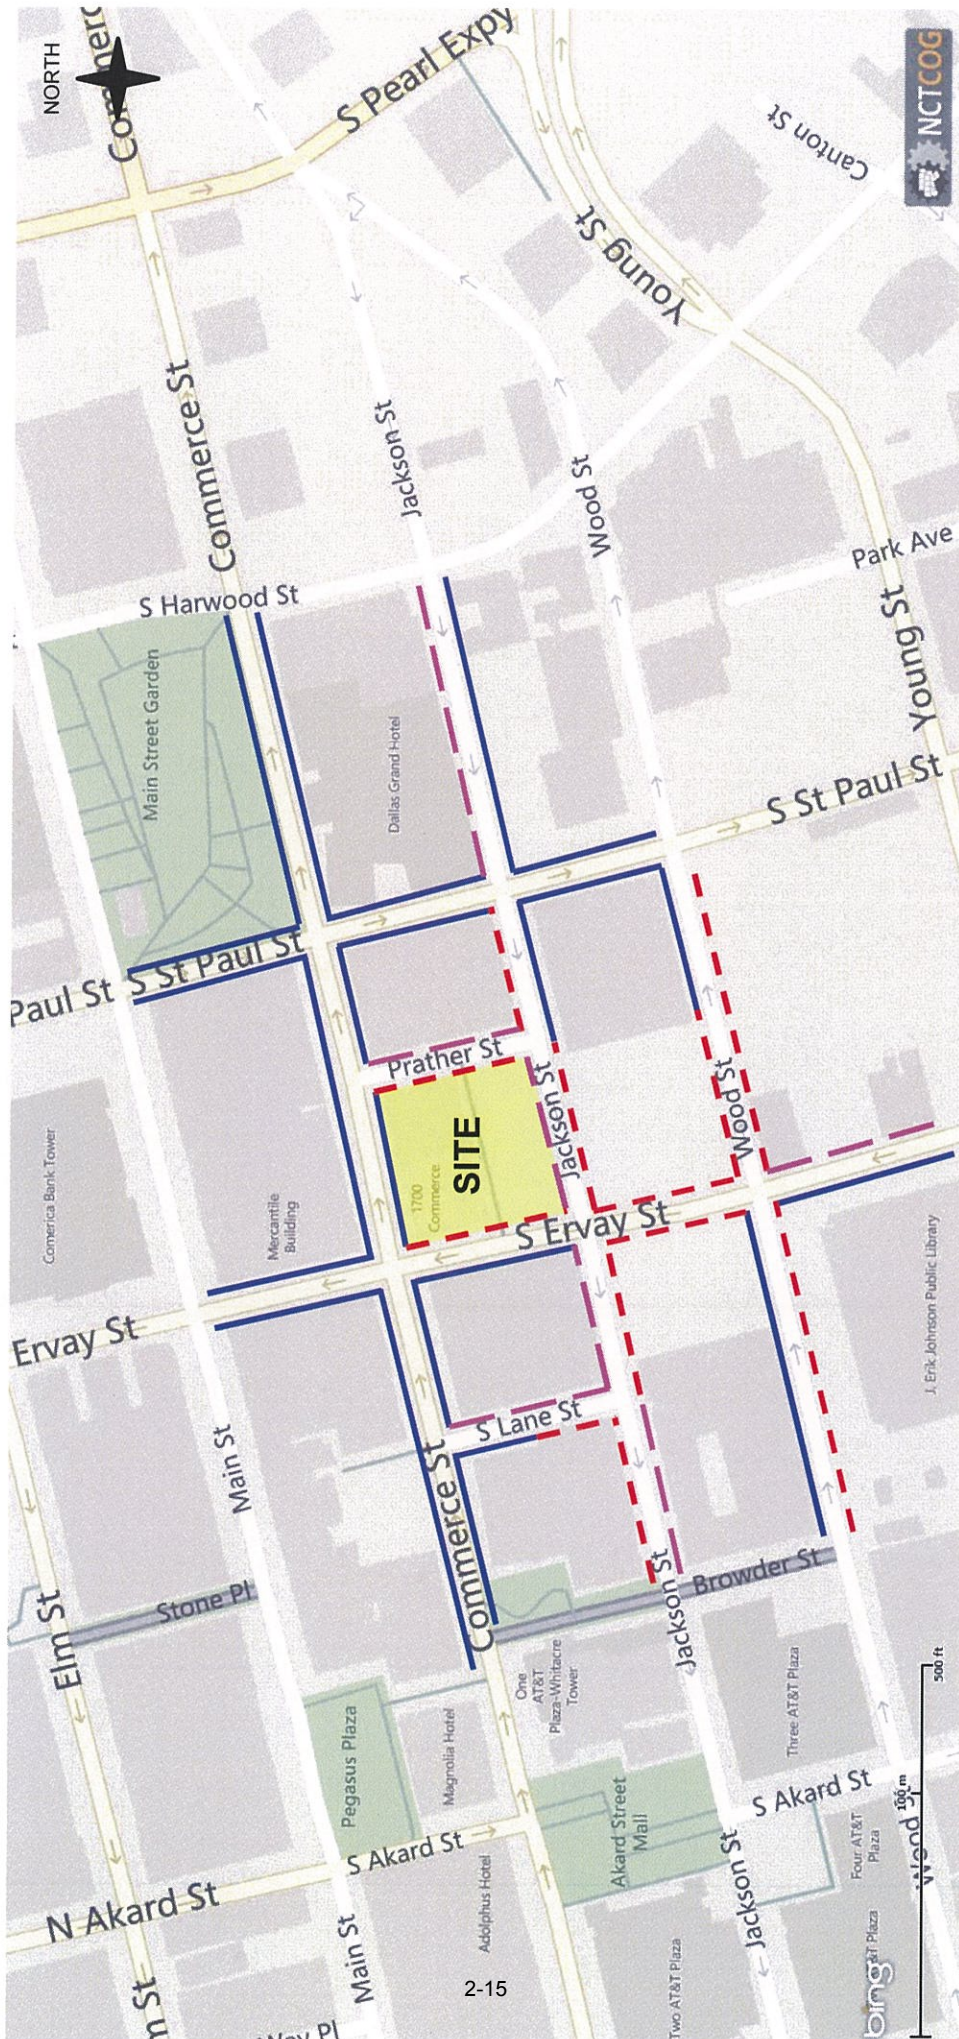 NORTH
Commerc
S Pearl Expy
NCTCOG
Canton St
Young St
Commerce St
Jackson St
Wood St
Park Ave
S Harwood St
Main Street Garden
Dallas Grand Hotel
Young St
S St Paul St
Paul St
S St Paul St
Prather St
Comerica Bank Tower
Mercantile
Building
1700
Commerce
SITE
Jackson St
Wood St
S Ervay St
Ervay St
J. Erik Johnson Public Library
S Lane St
Main St
Commerce St
Stone Pl
Elm St
Browder St
Jackson St
One
AT&T
Plaza-Whitacre
Tower
Three AT&T Plaza
500 ft
100 m
Pegasus Plaza
Magnolia Hotel
Akard Street
Mall
S Akard St
S Akard St
Four AT&T
Plaza
N Akard St
Adolphus Hotel
Jackson St
Main St
m St
Two AT&T Plaza
&T Plaza
bing
2-15